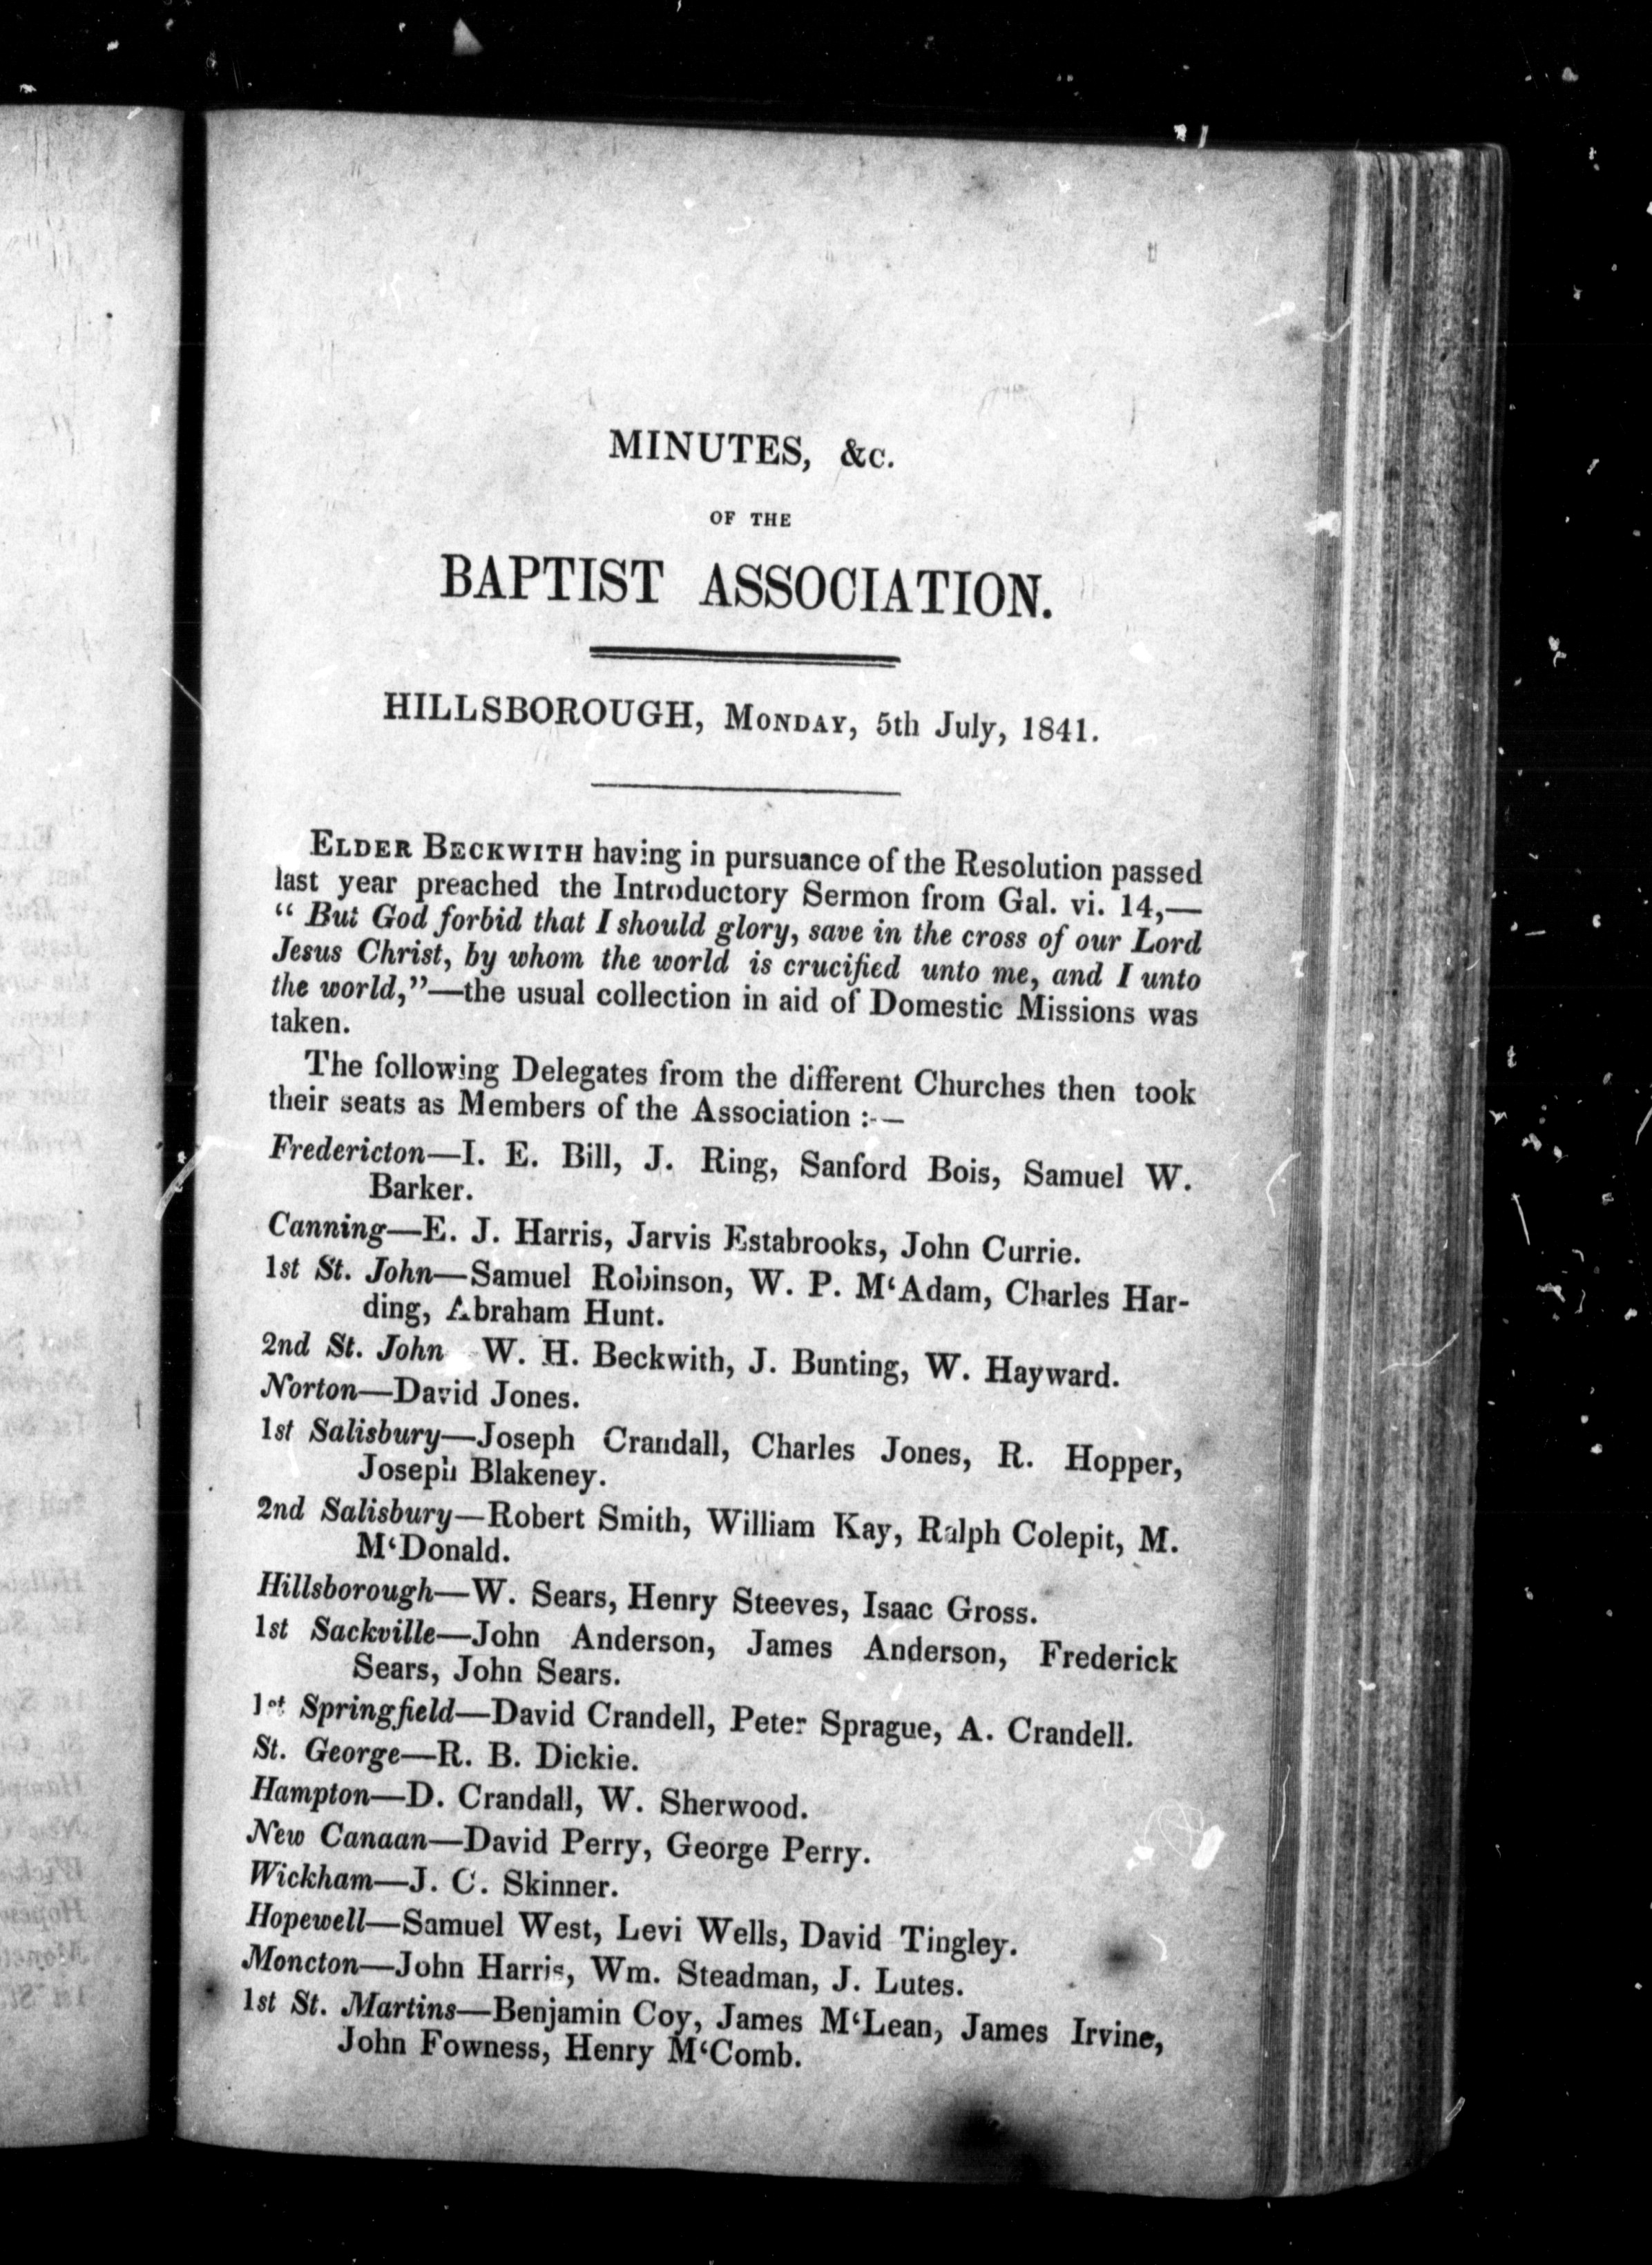 MINUTES, &c.
OF THE
BAPTIST ASSOCIATION.
HILLSBOROUGH, MONDAY, 5th July, 1841.
ELDER BECKWITH having in pursuance of the Resolution passed
last year preached the Introductory Sermon from Gal. vi. 14,—
“ But God forbid that I should glory, save in the cross of our Lord
Jesus Christ, by whom the world is crucified unto me, and I unto
the world,”—the usual collection in aid of Domestic Missions was
taken.
The following Delegates from the different Churches then took
their seats as Members of the Association :-—
Fredericton—I. E. Bill, J. Ring, Sanford Bois, Samuel W.
Barker.
Canning—E. J. Harris, Jarvis Estabrooks, John Currie.
1st St. John—Samuel Robinson, W. P. M‘Adam, Charles Har-
ding, Abraham Hunt.
2nd St. John W. H. Beckwith, J. Bunting, W. Hayward.
Norton—David Jones.
1st Salisbury—Joseph Crandall, Charles Jones, R. Hopper,
Joseph Blakeney.
2nd Salisbury—Robert Smith, William Kay, Ralph Colepit, M.
M‘Donald.
Hillsborough—W. Sears, Henry Steeves, Isaac Gross.
1st Sackville—John Anderson, James Anderson, Frederick
Sears, John Sears.
1st Springfield—David Crandell, Peter Sprague, A. Crandell.
St. George—R. B. Dickie.
Hampton—D. Crandall, W. Sherwood.
New Canaan—David Perry, George Perry.
Wickham—J. C. Skinner.
Hopewell—Samuel West, Levi Wells, David Tingley.
Moncton—John Harris, Wm. Steadman, J. Lutes.
1st St. Martins—Benjamin Coy, James M‘Lean, James Irvine,
John Fowness, Henry M‘Comb.